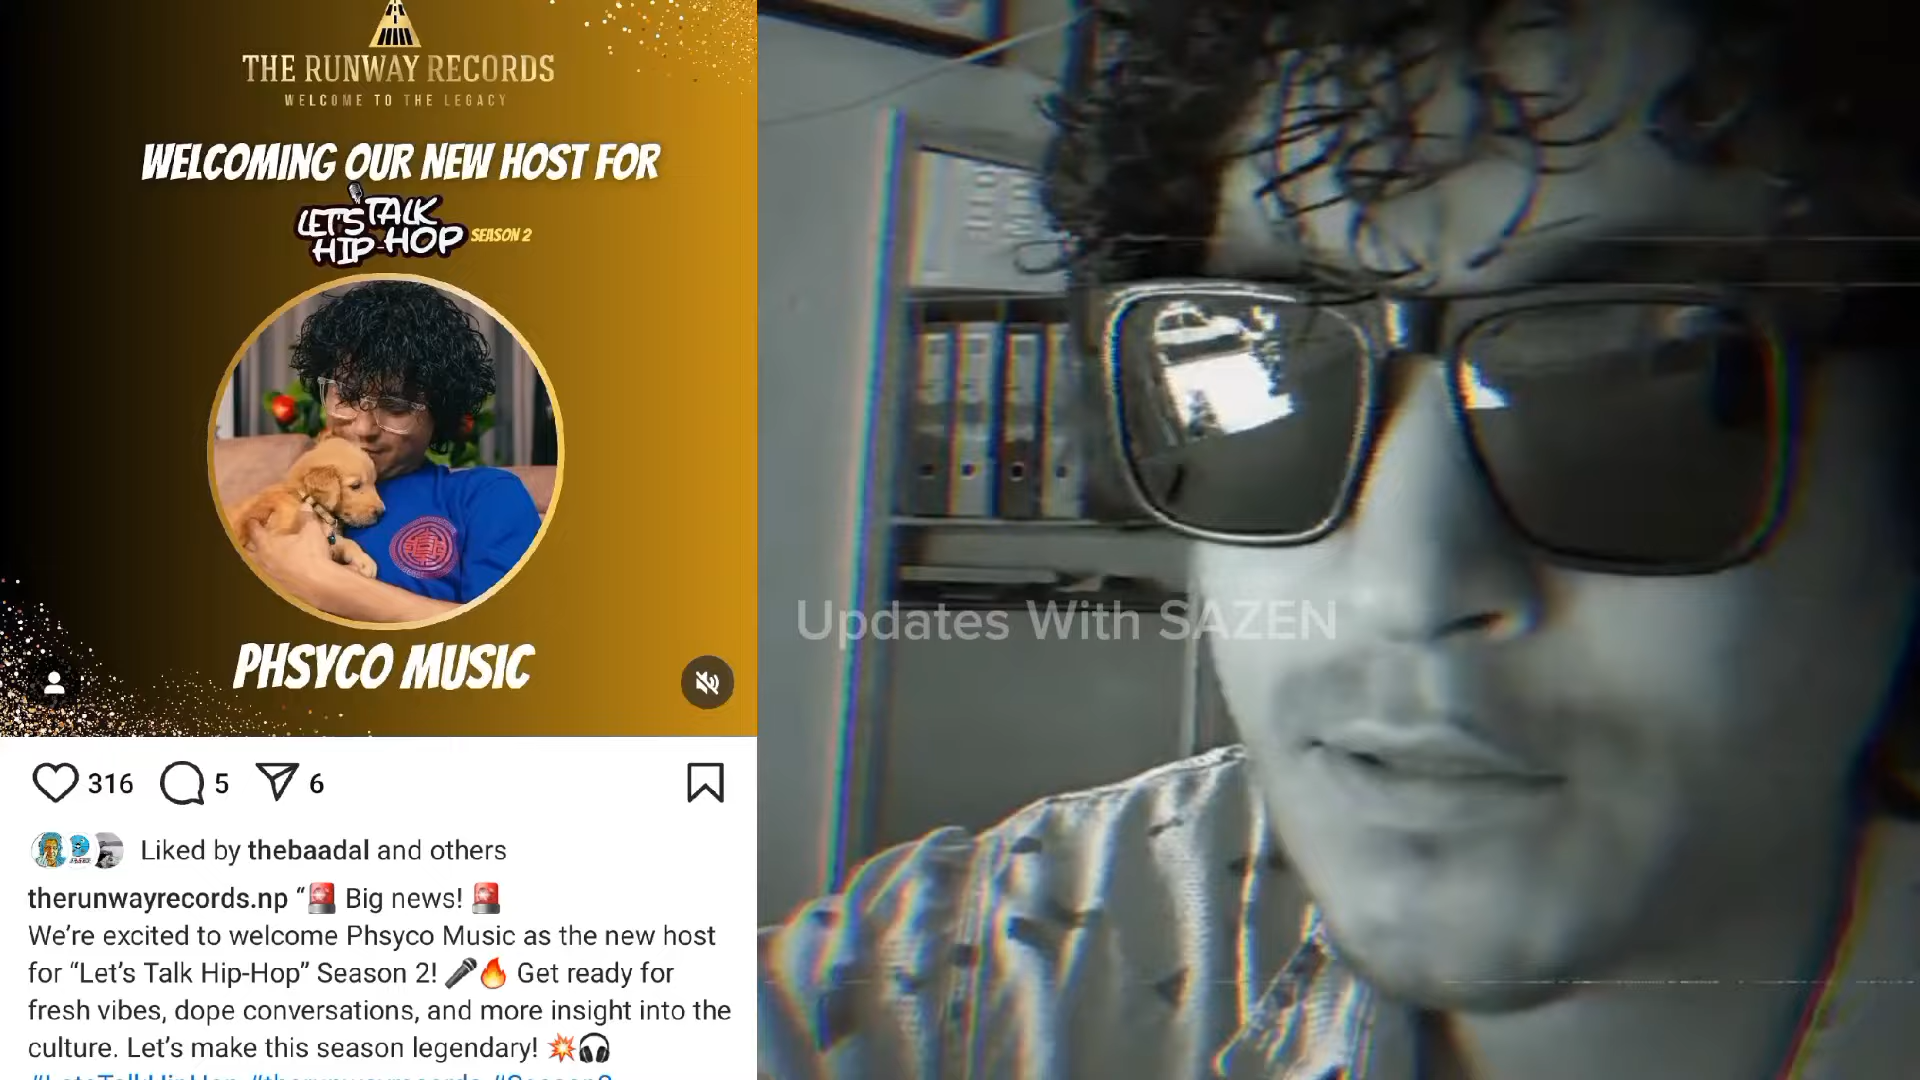 THE RUNWAY RECORDS
WELCOME TO THE LEGACY
WELCOMING OUR NEW HOST FOR
LET'S TALK
HIP-HOP SEASON 2
PHSYCO MUSIC
316 5 6
Liked by thebaadal and others
therunwayrecords.np “🚨 Big news! 🚨
We’re excited to welcome Phsyco Music as the new host
for “Let’s Talk Hip-Hop” Season 2! 🎤🔥 Get ready for
fresh vibes, dope conversations, and more insight into the
culture. Let’s make this season legendary! 💥🎧
Updates With SAZEN